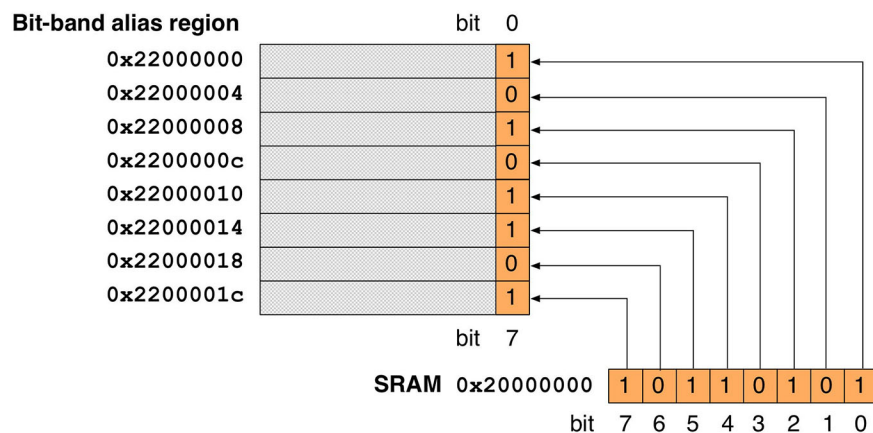 Bit-band alias region bit 0
0x22000000 1
0x22000004 0
0x22000008 1
0x2200000c 0
0x22000010 1
0x22000014 1
0x22000018 0
0x2200001c 1
bit 7
SRAM 0x20000000 1 0 1 1 0 1 0 1
bit 7 6 5 4 3 2 1 0